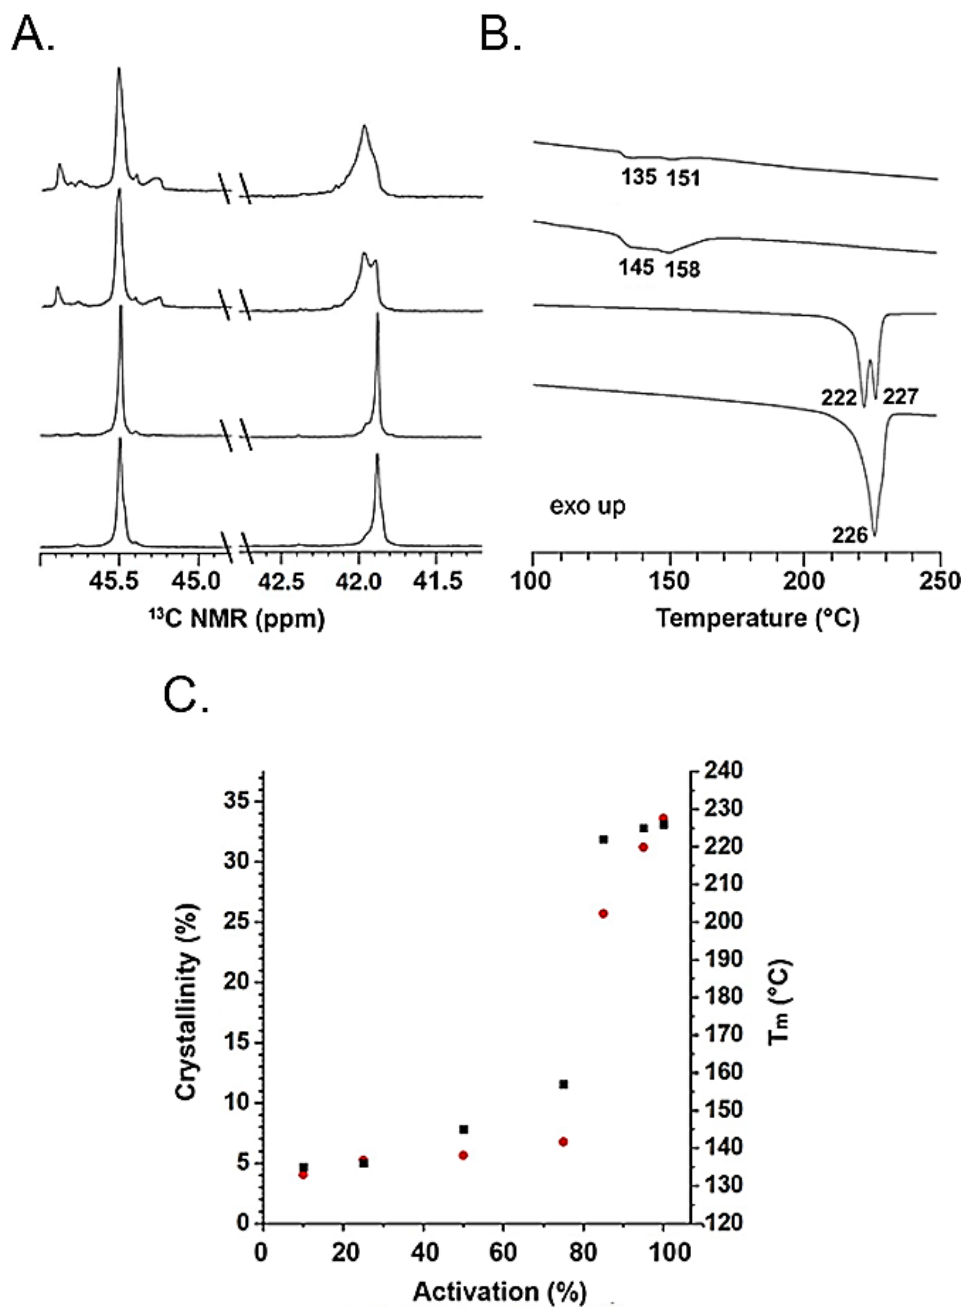 A.
B.
135 151
145 158
222 227
exo up
226
45.5 45.0 42.5 42.0 41.5
100 150 200 250
¹³C NMR (ppm)
Temperature (°C)
C.
Crystallinity (%)
35
30
25
20
15
10
5
0
240
230
220
210
200
190
180
170
160
150
140
130
120
Tm (°C)
0 20 40 60 80 100
Activation (%)